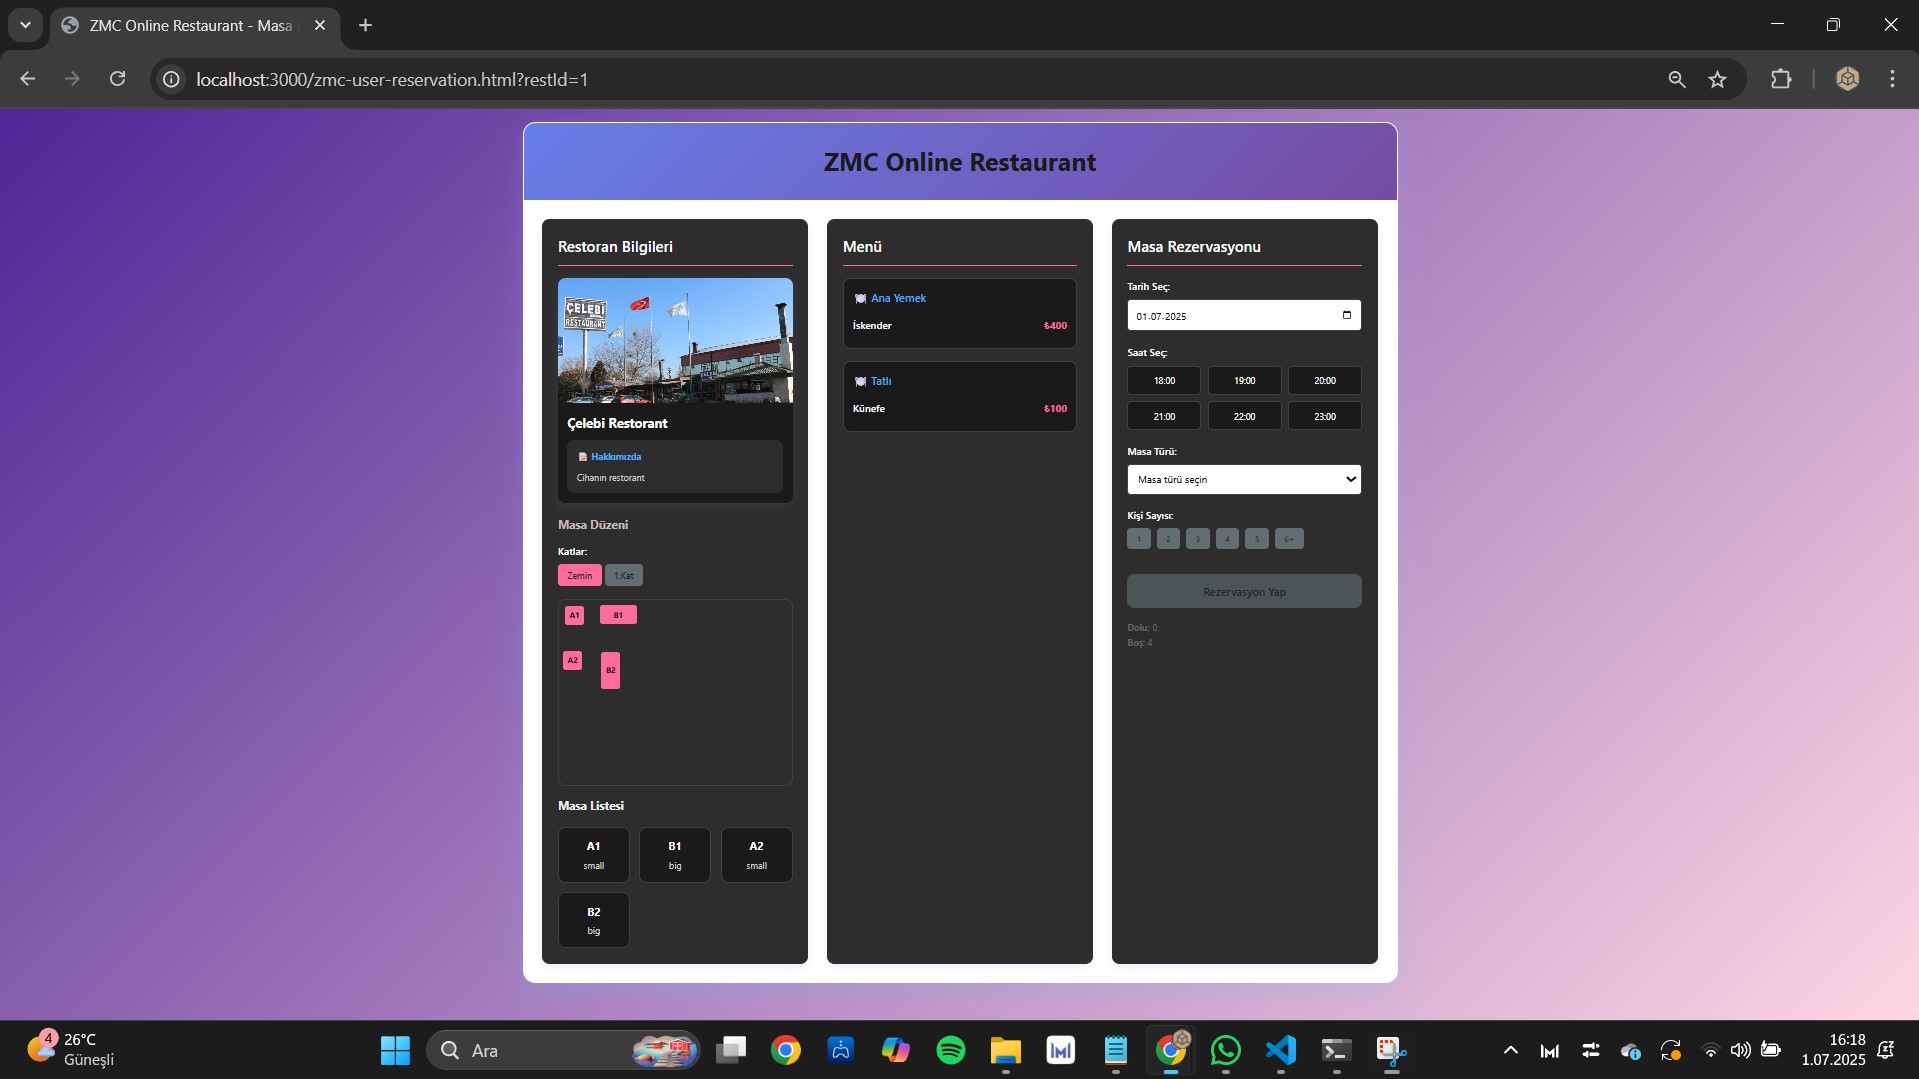 ZMC Online Restaurant - Masa
localhost:3000/zmc-user-reservation.html?restId=1
ZMC Online Restaurant
Restoran Bilgileri
ÇELEBİ
RESTAURANT
Çelebi Restorant
Hakkımızda
Cihanın restorant
Masa Düzeni
Katlar:
Zemin 1.Kat
A1 B1
A2 B2
Masa Listesi
A1 B1 A2
small big small
B2
big
Menü
Ana Yemek
İskender ₺400
Tatlı
Künefe ₺100
Masa Rezervasyonu
Tarih Seç:
01.07.2025
Saat Seç:
18:00 19:00 20:00
21:00 22:00 23:00
Masa Türü:
Masa türü seçin
Kişi Sayısı:
1 2 3 4 5 6+
Rezervasyon Yap
Dolu: 0
Boş: 4
4
26°C
Güneşli
Ara
16:18
1.07.2025